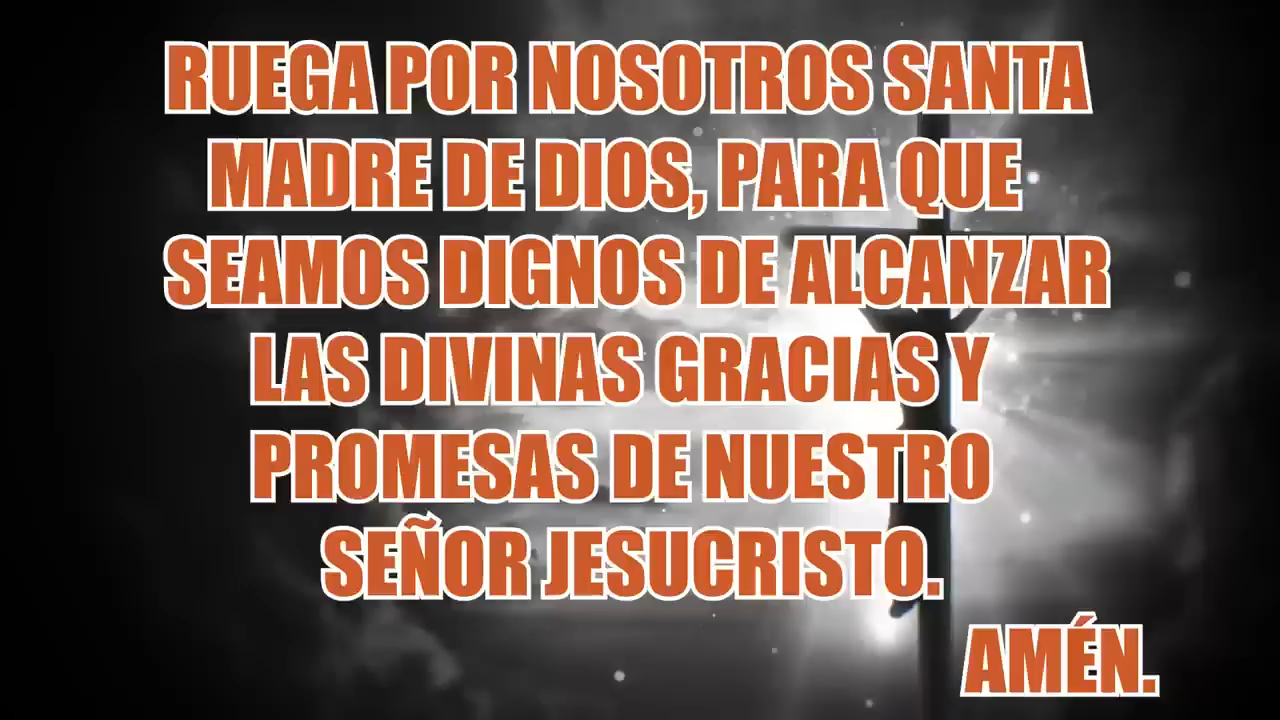 RUEGA POR NOSOTROS SANTA
MADRE DE DIOS, PARA QUE
SEAMOS DIGNOS DE ALCANZAR
LAS DIVINAS GRACIAS Y
PROMESAS DE NUESTRO
SEÑOR JESUCRISTO.
AMÉN.